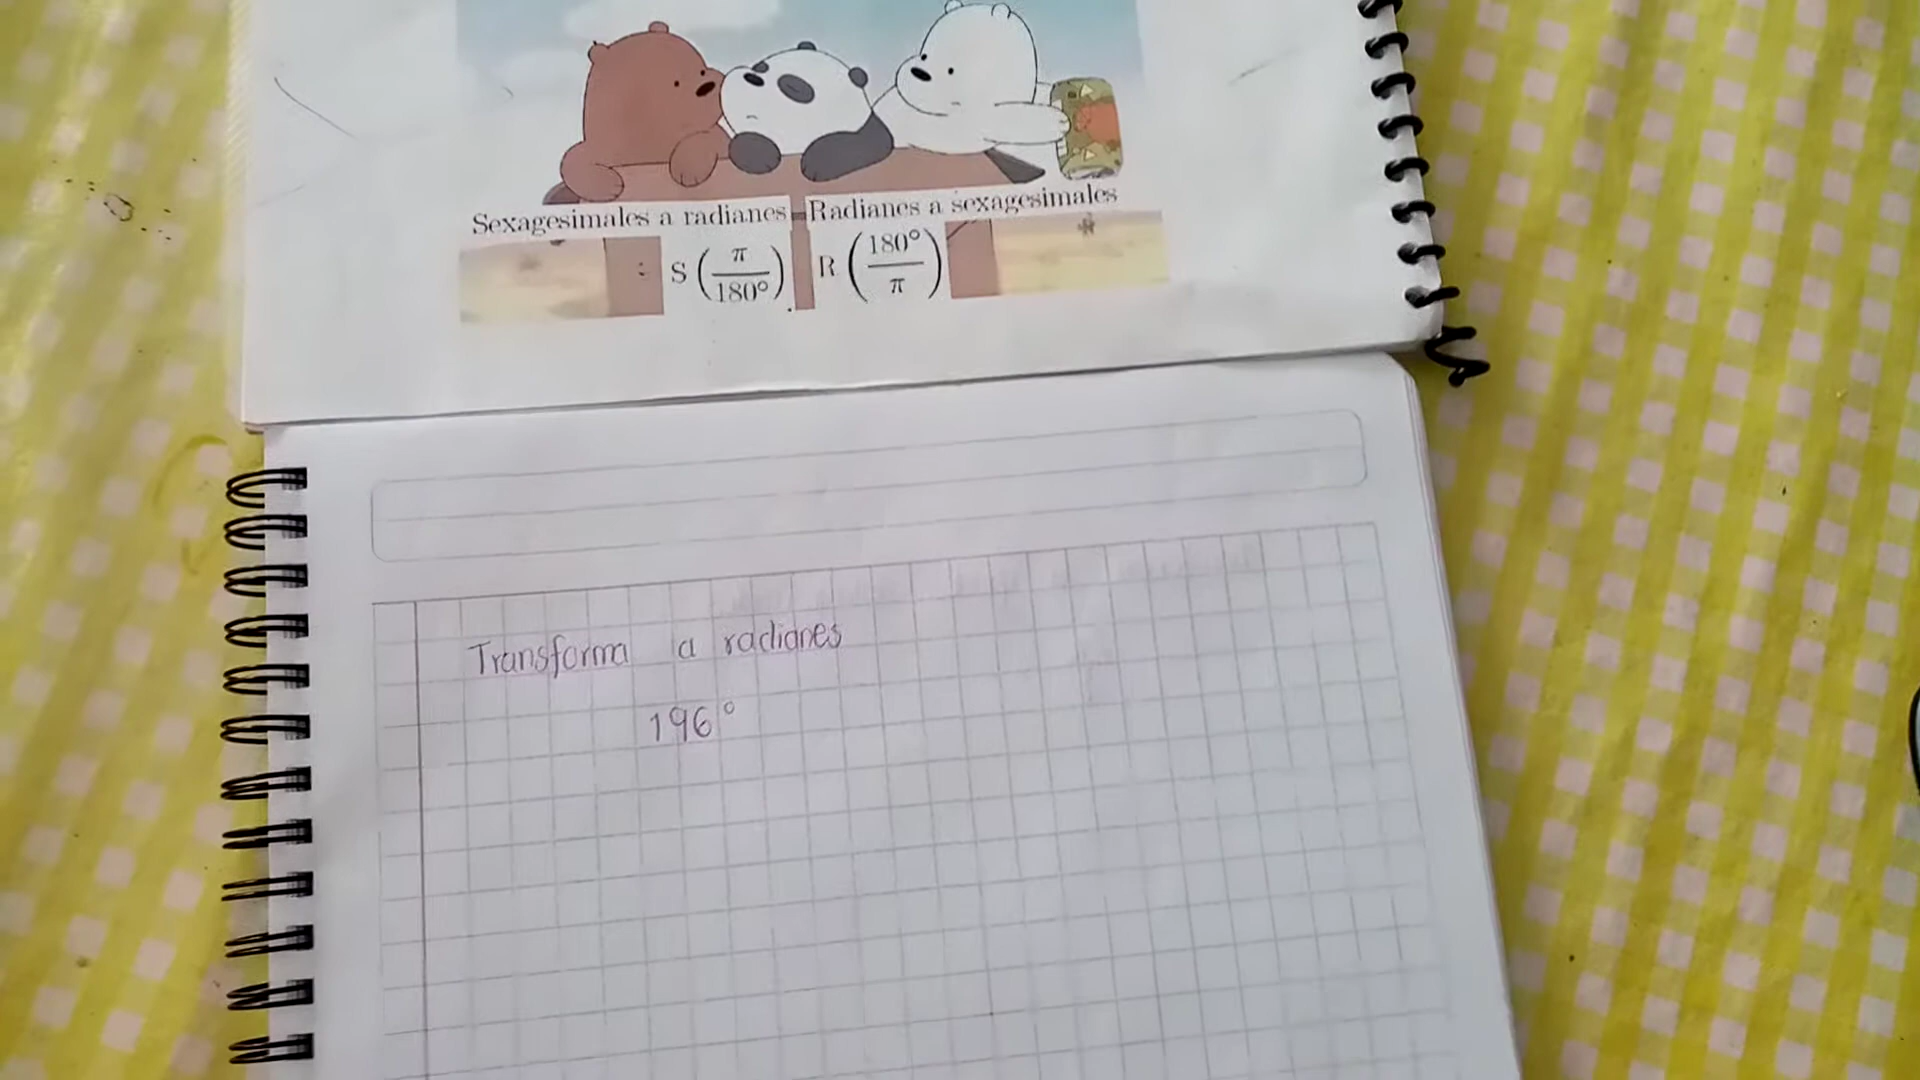 Sexagesimales a radianes Radianes a sexagesimales
: S (π/180°). R (180°/π)
Transforma a radianes
196°